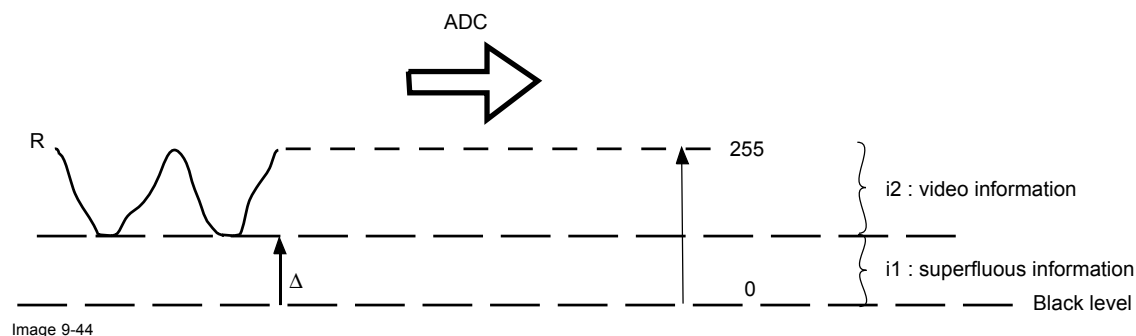 ADC
R
255
i2 : video information
Δ
i1 : superfluous information
0
Black level
Image 9-44